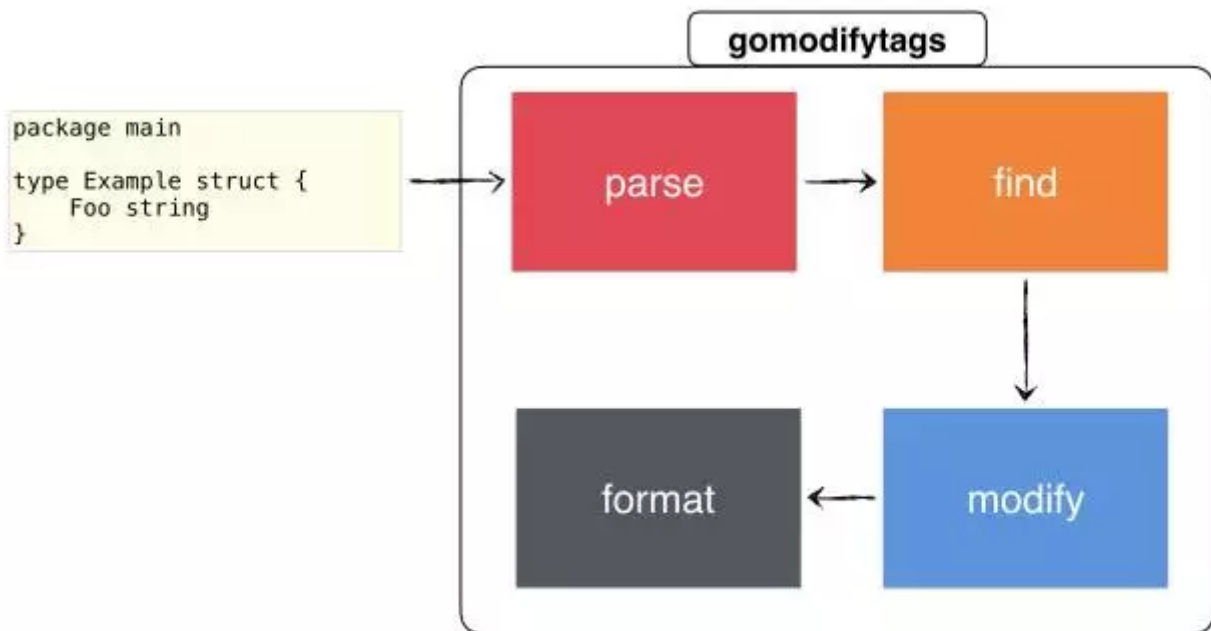 gomodifytags
package main
type Example struct {
    Foo string
}
parse
find
format
modify